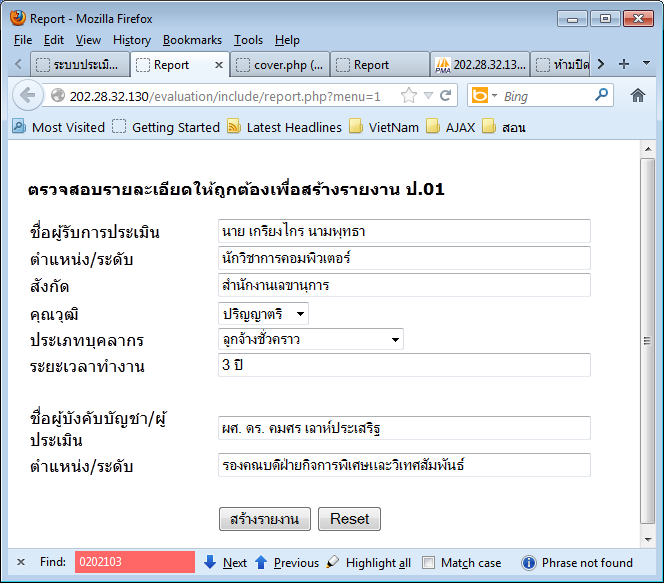 Report - Mozilla Firefox
File Edit View History Bookmarks Tools Help
ระบบประเมิ... Report cover.php (... Report PMA 202.28.32.13... ห้ามปิด
202.28.32.130/evaluation/include/report.php?menu=1 Bing
Most Visited Getting Started Latest Headlines VietNam AJAX สอน
ตรวจสอบรายละเอียดให้ถูกต้องเพื่อสร้างรายงาน ป.01
ชื่อผู้รับการประเมิน นาย เกรียงไกร นามพุทธา
ตำแหน่ง/ระดับ นักวิชาการคอมพิวเตอร์
สังกัด สำนักงานเลขานุการ
คุณวุฒิ ปริญญาตรี
ประเภทบุคลากร ลูกจ้างชั่วคราว
ระยะเวลาทำงาน 3 ปี
ชื่อผู้บังคับบัญชา/ผู้
ประเมิน ผศ. ดร. คมศร เลาห์ประเสริฐ
ตำแหน่ง/ระดับ รองคณบดีฝ่ายกิจการพิเศษและวิเทศสัมพันธ์
สร้างรายงาน Reset
Find: 0202103 Next Previous Highlight all Match case Phrase not found